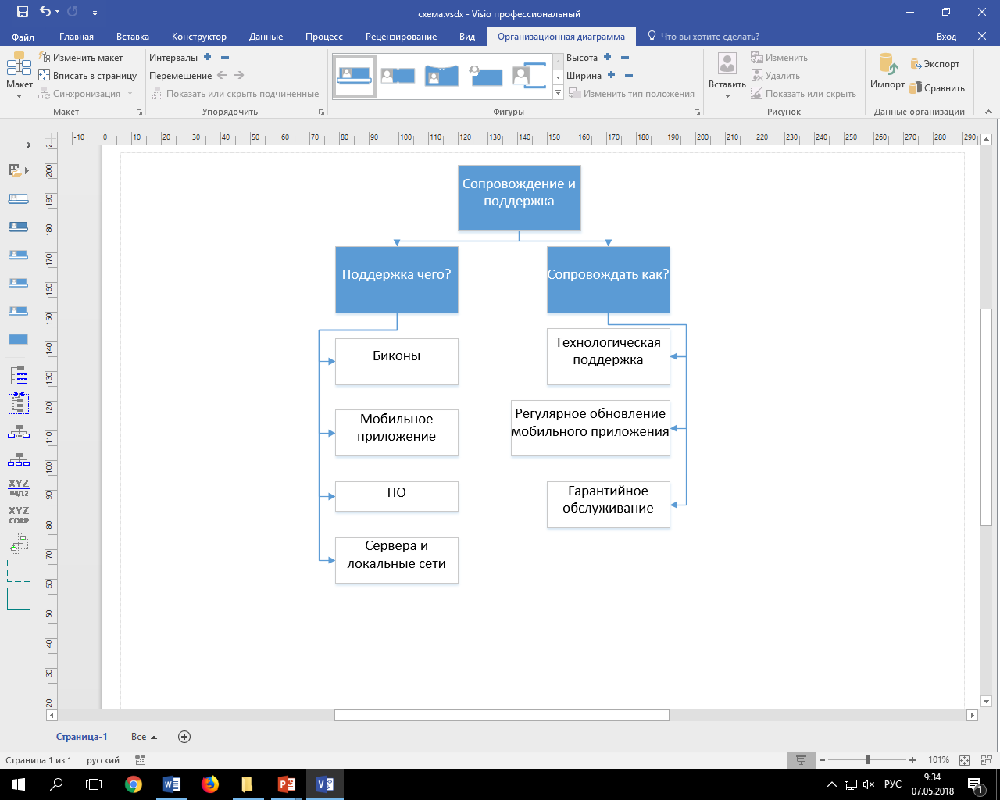 схема.vsdx - Visio профессиональный
Файл Главная Вставка Конструктор Данные Процесс Рецензирование Вид Организационная диаграмма Что вы хотите сделать? Вход
Макет
Изменить макет
Вписать в страницу
Синхронизация
Макет
Интервалы
Перемещение
Показать или скрыть подчиненные
Упорядочить
Фигуры
Высота
Ширина
Изменить тип положения
Вставить
Изменить
Удалить
Показать или скрыть
Рисунок
Импорт
Экспорт
Сравнить
Данные организации
-10 0 10 20 30 40 50 60 70 80 90 100 110 120 130 140 150 160 170 180 190 200 210 220 230 240 250 260 270 280 290
200
190
180
170
160
150
140
130
120
110
100
90
80
70
60
50
40
30
20
XYZ
04/12
XYZ
CORP
Сопровождение и
поддержка
Поддержка чего?
Сопровождать как?
Биконы
Мобильное
приложение
ПО
Сервера и
локальные сети
Технологическая
поддержка
Регулярное обновление
мобильного приложения
Гарантийное
обслуживание
Страница-1 Все
Страница 1 из 1 русский 101%
РУС
9:34
07.05.2018
1